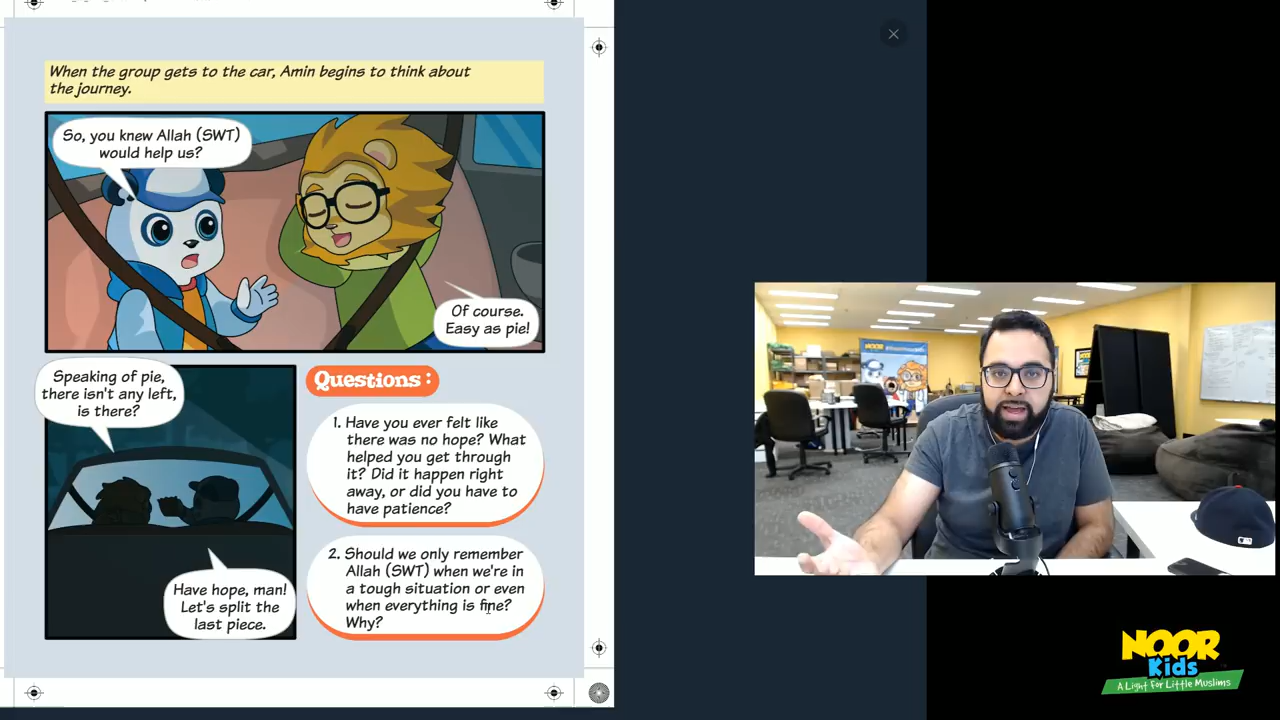 When the group gets to the car, Amin begins to think about
the journey.
So, you knew Allah (SWT)
would help us?
Of course.
Easy as pie!
Speaking of pie,
there isn't any left,
is there?
Have hope, man!
Let's split the
last piece.
Questions:
1. Have you ever felt like
there was no hope? What
helped you get through
it? Did it happen right
away, or did you have to
have patience?
2. Should we only remember
Allah (SWT) when we're in
a tough situation or even
when everything is fine?
Why?
NOOR
Kids
A Light For Little Muslims